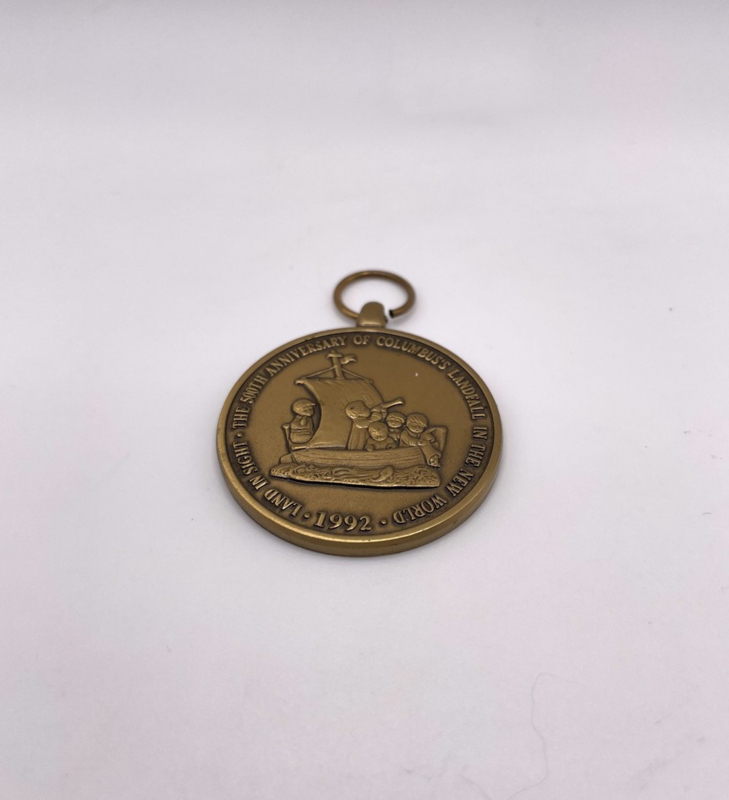 LAND IN SIGHT • THE 500TH ANNIVERSARY OF COLUMBUS'S LANDFALL IN THE NEW WORLD •
1992 •